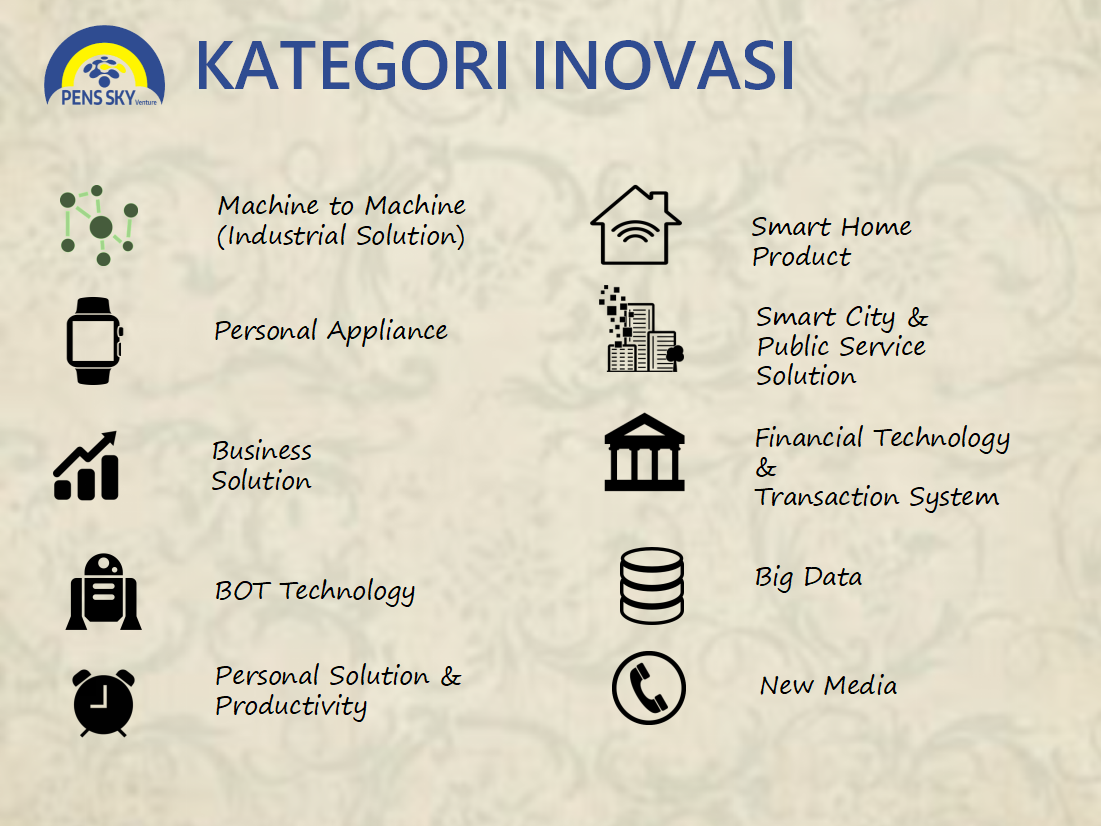 PENS SKY Venture
KATEGORI INOVASI
Machine to Machine
(Industrial Solution)
Personal Appliance
Business
Solution
BOT Technology
Personal Solution &
Productivity
Smart Home
Product
Smart City &
Public Service
Solution
Financial Technology
&
Transaction System
Big Data
New Media